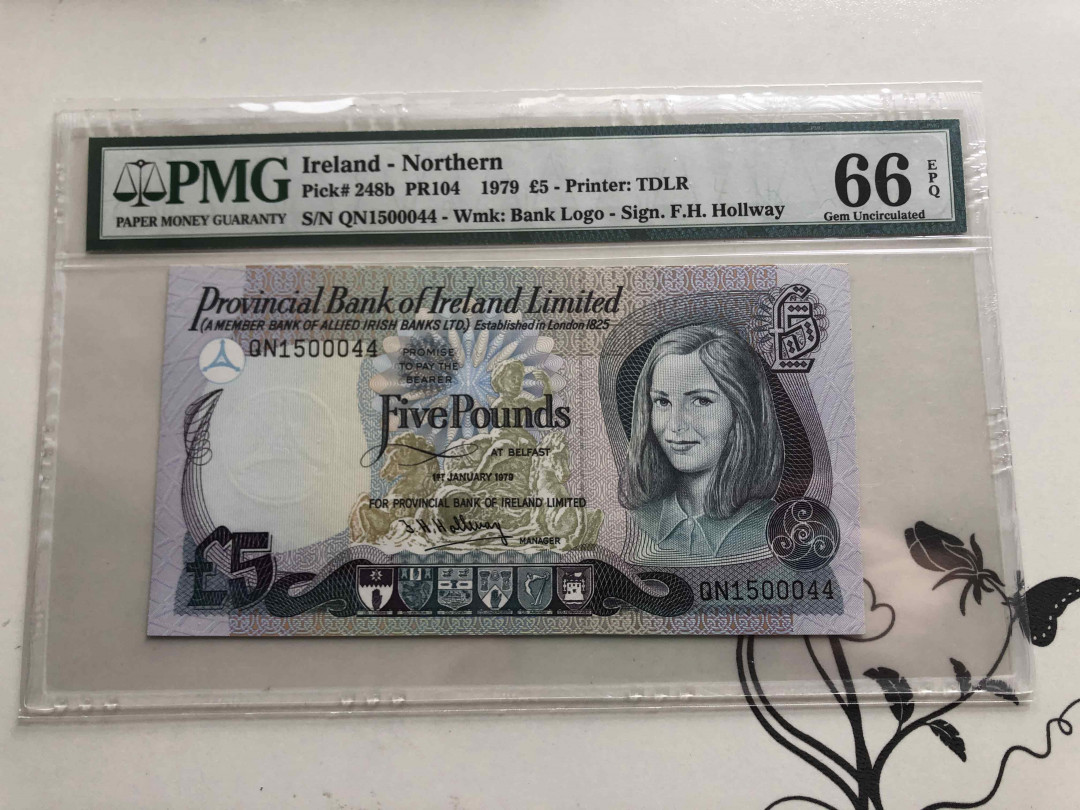 PMG
PAPER MONEY GUARANTY
Ireland - Northern
Pick# 248b PR104 1979 £5 - Printer: TDLR
S/N QN1500044 - Wmk: Bank Logo - Sign. F.H. Hollway
66
Gem Uncirculated
EPQ
Provincial Bank of Ireland Limited
(A MEMBER BANK OF ALLIED IRISH BANKS LTD.) Established in London 1825
£5
QN1500044
PROMISE
TO PAY THE
BEARER
Five Pounds
AT BELFAST
1ST JANUARY 1979
FOR PROVINCIAL BANK OF IRELAND LIMITED
F. H. Hollway
MANAGER
£5
QN1500044